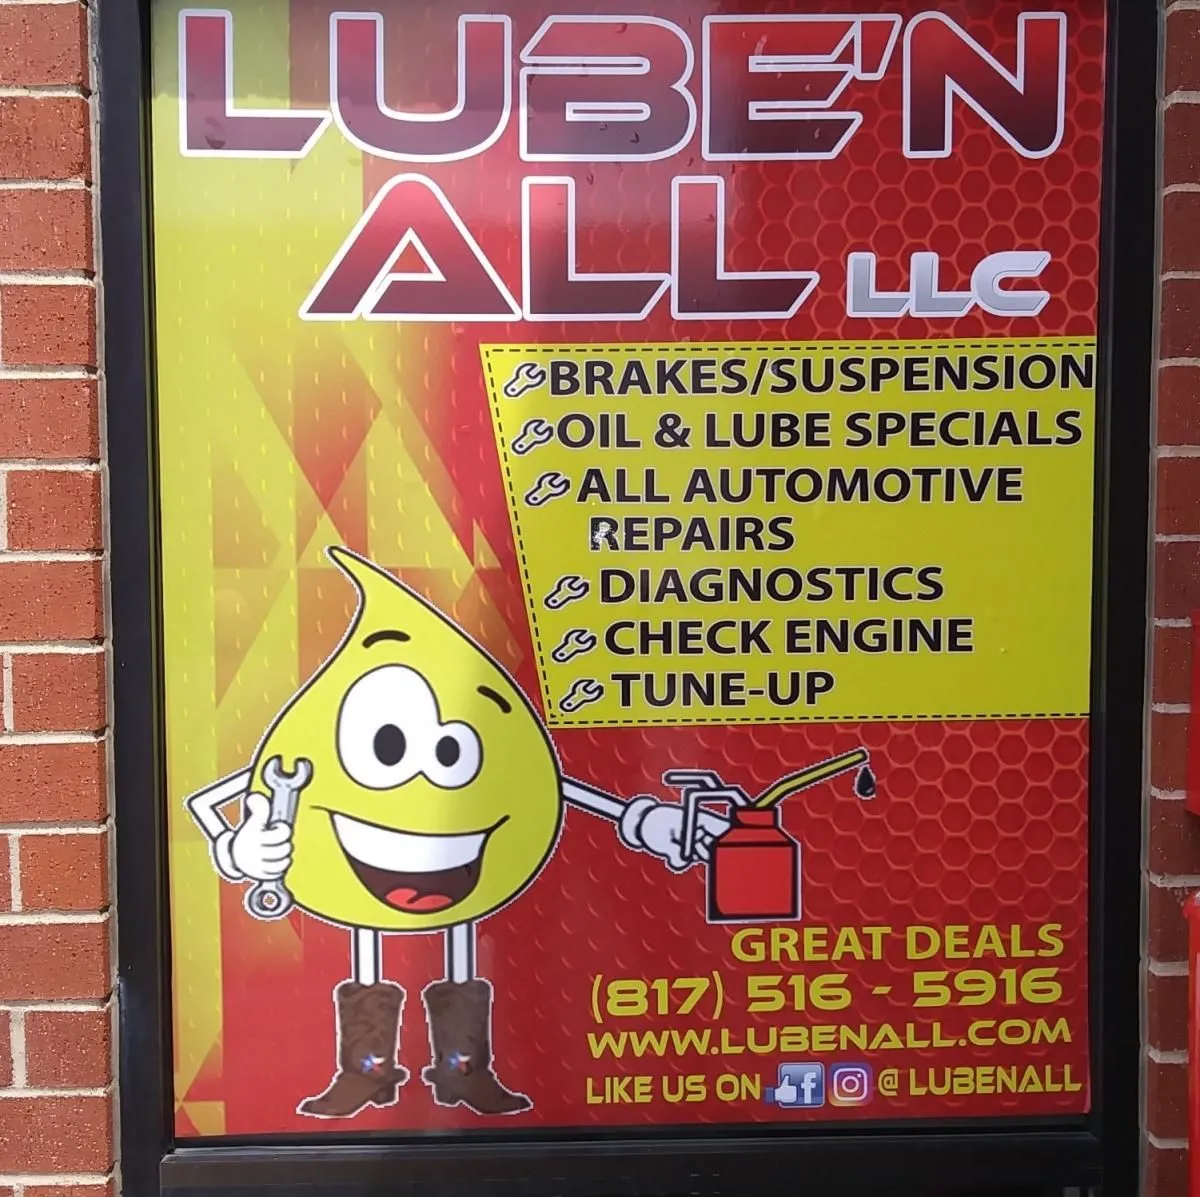 LUBE'N
ALL LLC
BRAKES/SUSPENSION
OIL & LUBE SPECIALS
ALL AUTOMOTIVE
REPAIRS
DIAGNOSTICS
CHECK ENGINE
TUNE-UP
GREAT DEALS
(817) 516 - 5916
WWW.LUBENALL.COM
LIKE US ON f @ LUBENALL